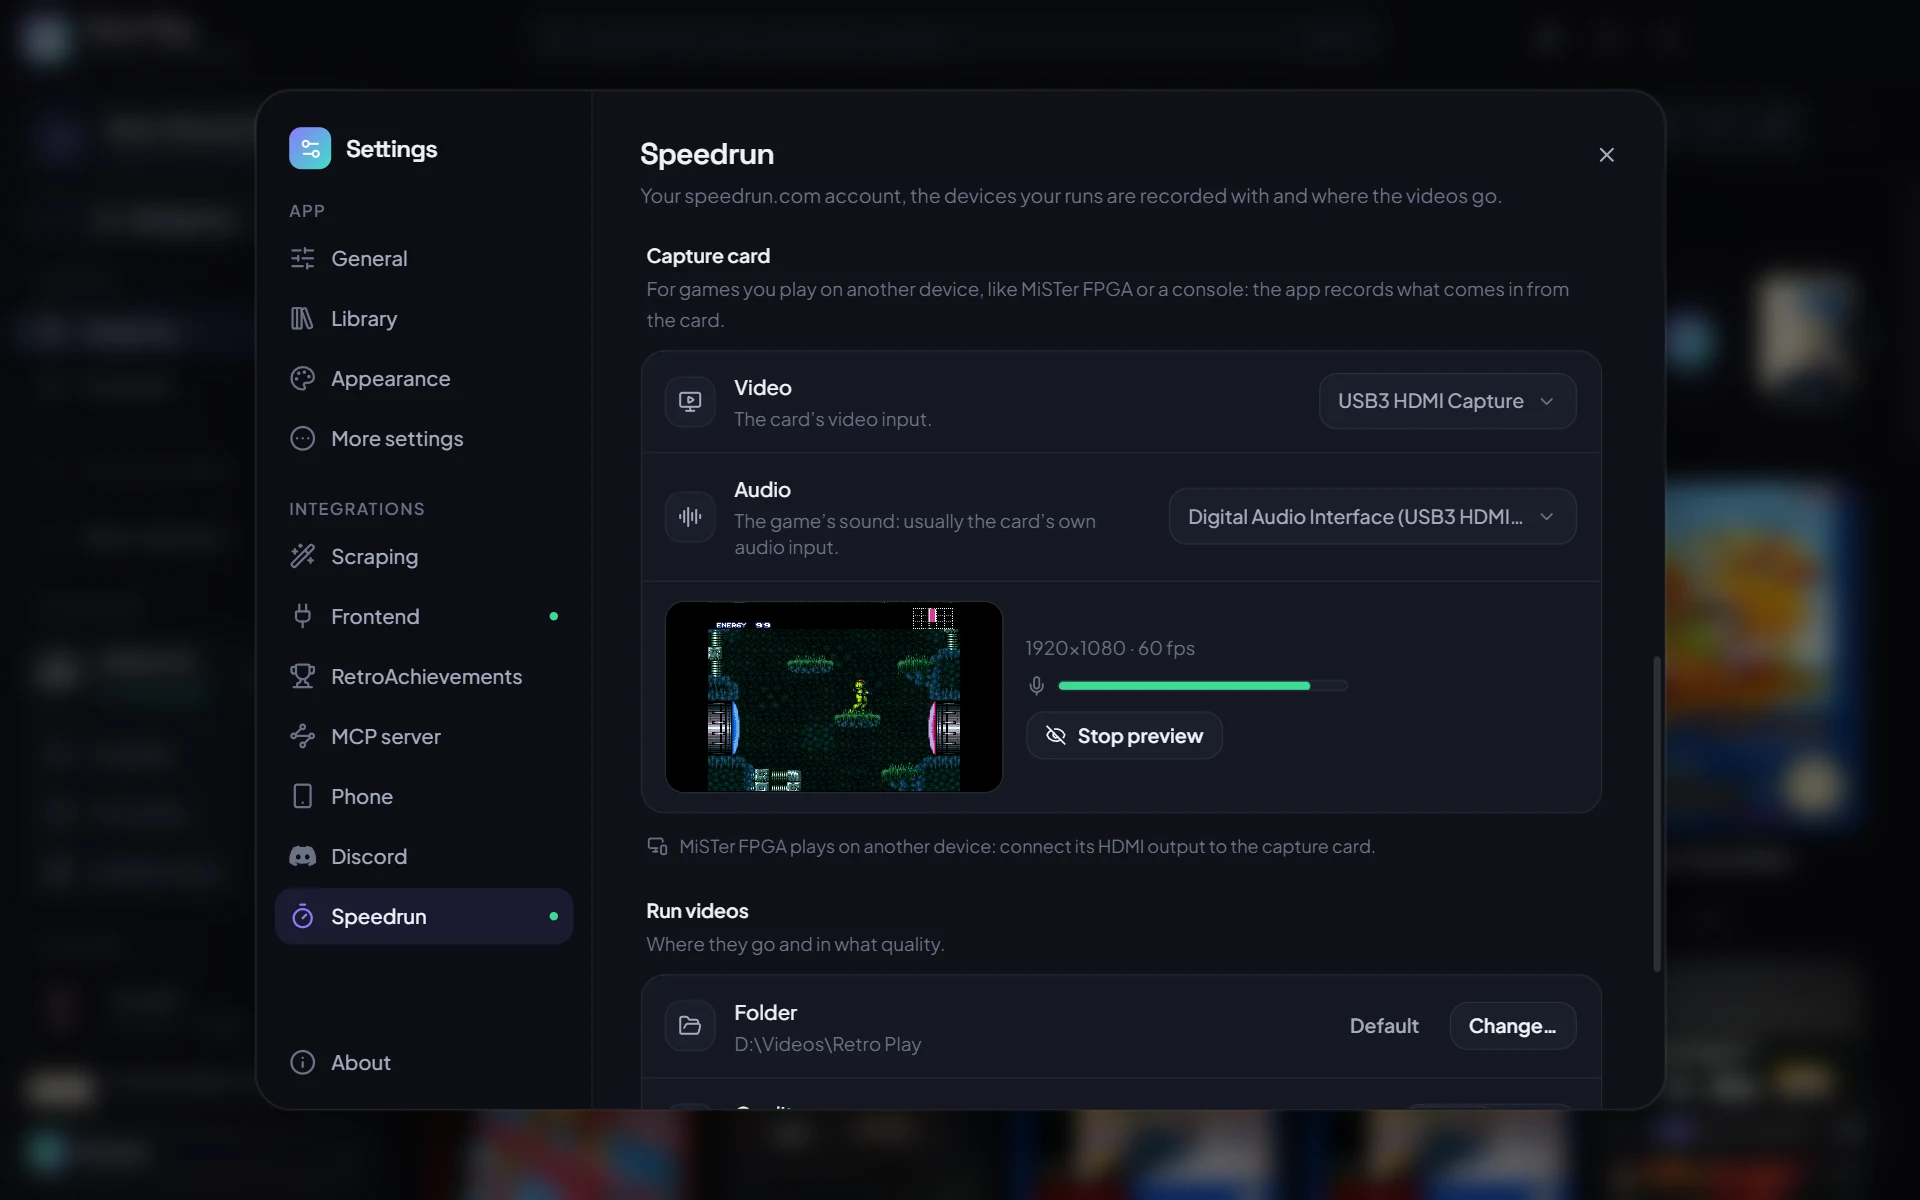 Settings
APP
General
Library
Appearance
More settings
INTEGRATIONS
Scraping
Frontend
RetroAchievements
MCP server
Phone
Discord
Speedrun
About
Speedrun
Your speedrun.com account, the devices your runs are recorded with and where the videos go.
Capture card
For games you play on another device, like MiSTer FPGA or a console: the app records what comes in from
the card.
Video
The card's video input.
USB3 HDMI Capture
Audio
The game's sound: usually the card's own
audio input.
Digital Audio Interface (USB3 HDMI...
ENERGY 99
1920×1080 · 60 fps
Stop preview
MiSTer FPGA plays on another device: connect its HDMI output to the capture card.
Run videos
Where they go and in what quality.
Folder
D:\Videos\Retro Play
Default
Change...